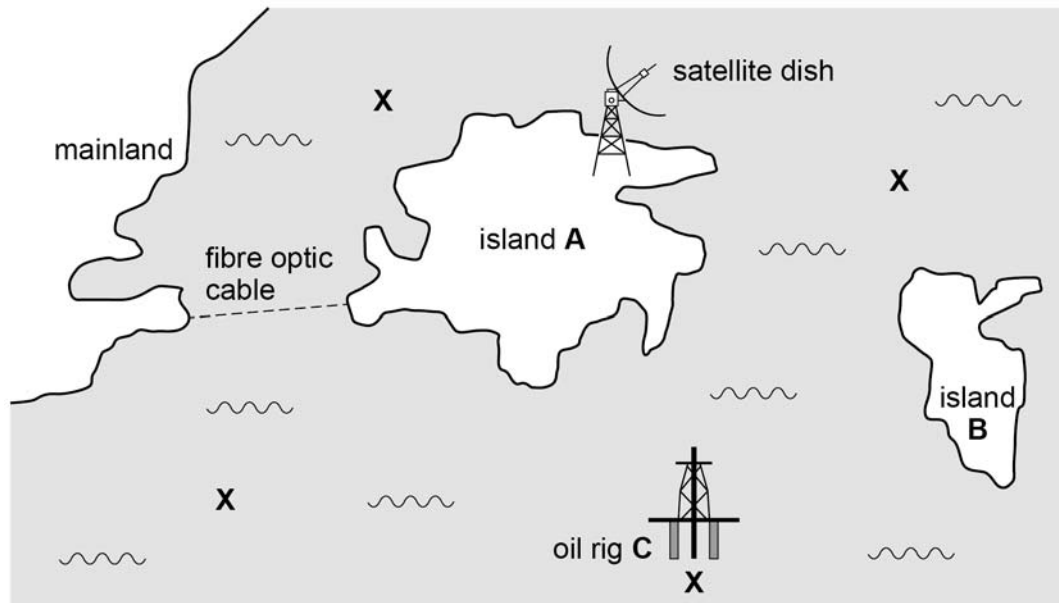 satellite dish
X
mainland
X
island A
fibre optic
cable
island
B
X
oil rig C
X